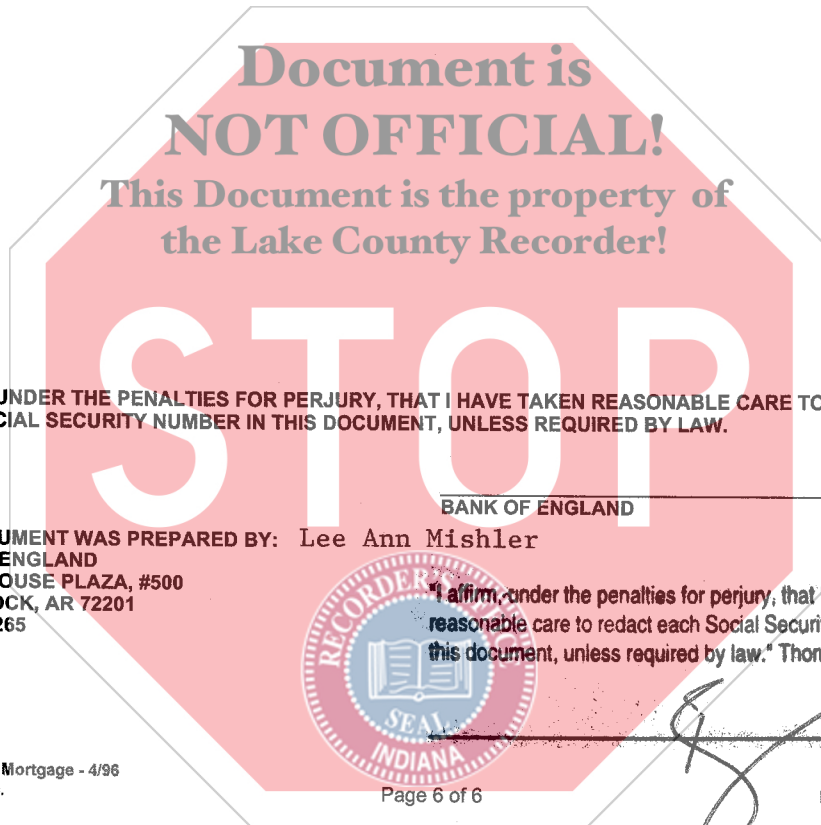 Document is
NOT OFFICIAL!
This Document is the property of
the Lake County Recorder!
STOP
UNDER THE PENALTIES FOR PERJURY, THAT I HAVE TAKEN REASONABLE CARE TO
CIAL SECURITY NUMBER IN THIS DOCUMENT, UNLESS REQUIRED BY LAW.
BANK OF ENGLAND
UMENT WAS PREPARED BY: Lee Ann Mishler
ENGLAND
OUSE PLAZA, #500
OCK, AR 72201
265
"I affirm, under the penalties for perjury, that
reasonable care to redact each Social Securi
this document, unless required by law." Thom
RECORDER'S OFFICE
SEAL
INDIANA
Mortgage - 4/96
Page 6 of 6